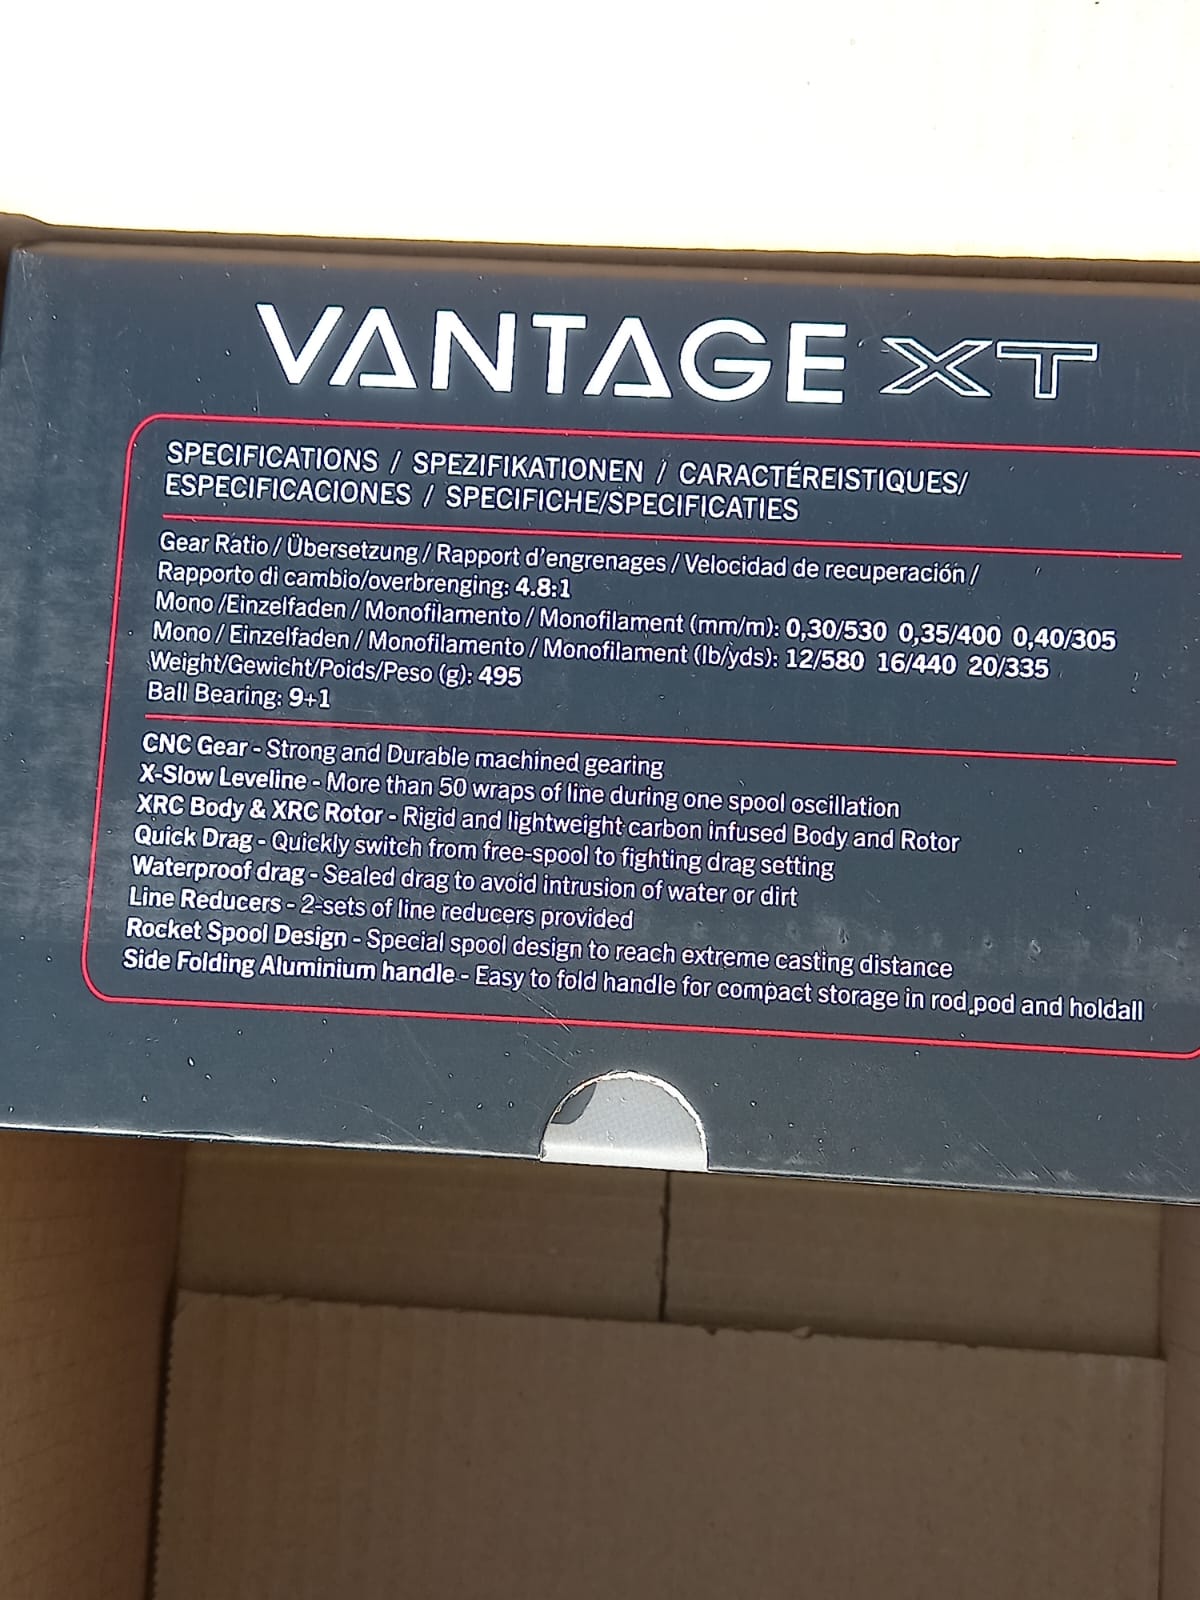 VANTAGE XT
SPECIFICATIONS / SPEZIFIKATIONEN / CARACTÉREISTIQUES/
ESPECIFICACIONES / SPECIFICHE/SPECIFICATIES
Gear Ratio / Übersetzung / Rapport d'engrenages / Velocidad de recuperación /
Rapporto di cambio/overbrenging: 4.8:1
Mono /Einzelfaden / Monofilamento / Monofilament (mm/m): 0,30/530 0,35/400 0,40/305
Mono / Einzelfaden / Monofilamento / Monofilament (lb/yds): 12/580 16/440 20/335
Weight/Gewicht/Poids/Peso (g): 495
Ball Bearing: 9+1
CNC Gear - Strong and Durable machined gearing
X-Slow Leveline - More than 50 wraps of line during one spool oscillation
XRC Body & XRC Rotor - Rigid and lightweight carbon infused Body and Rotor
Quick Drag - Quickly switch from free-spool to fighting drag setting
Waterproof drag - Sealed drag to avoid intrusion of water or dirt
Line Reducers - 2-sets of line reducers provided
Rocket Spool Design - Special spool design to reach extreme casting distance
Side Folding Aluminium handle - Easy to fold handle for compact storage in rod,pod and holdall